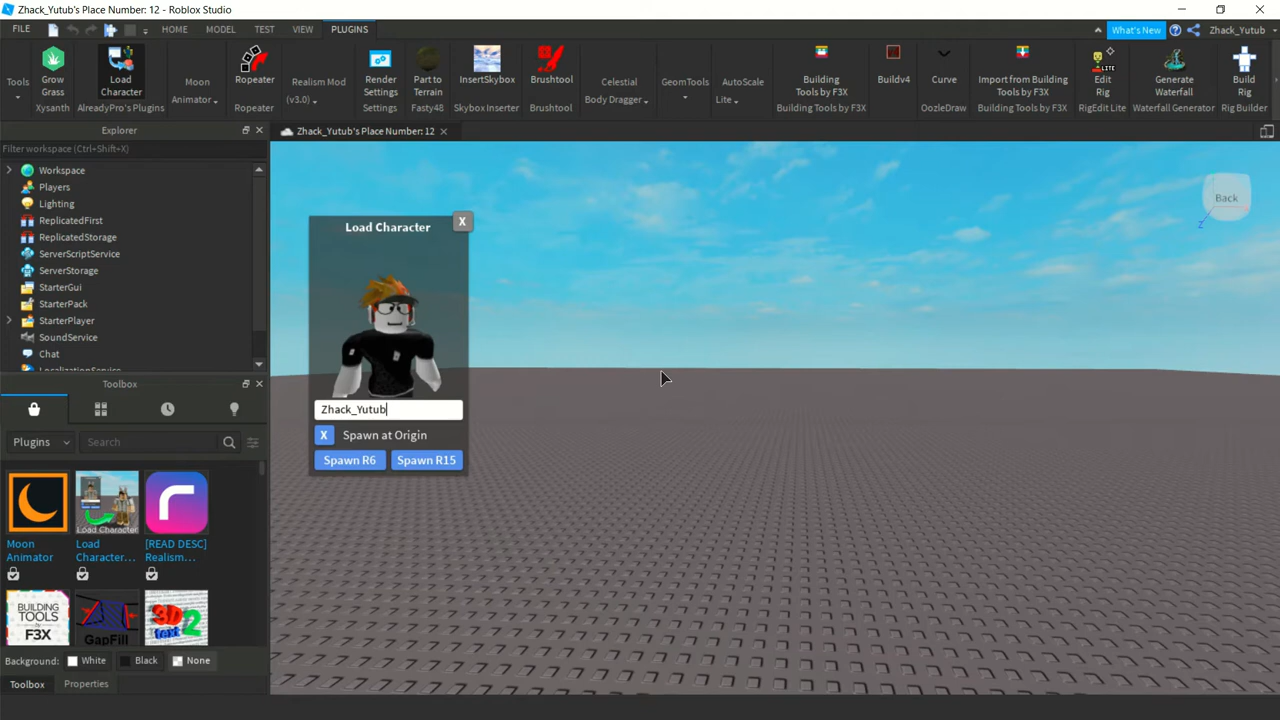 Zhack_Yutub's Place Number: 12 - Roblox Studio
FILE HOME MODEL TEST VIEW PLUGINS What's New Zhack_Yutub
Tools
Grow
Grass
Xysanth
Load
Character
AlreadyPro's Plugins
Moon
Animator
Repeater
Repeater
Realism Mod
(v3.0)
Render
Settings
Settings
Part to
Terrain
Fasty48
InsertSkybox
Skybox Inserter
Brushtool
Brushtool
Celestial
Body Dragger
GeomTools
AutoScale
Lite
Building
Tools by F3X
Building Tools by F3X
Buildv4
Curve
OozleDraw
Import from Building
Tools by F3X
Building Tools by F3X
LITE
Edit
Rig
RigEdit Lite
Generate
Waterfall
Waterfall Generator
Build
Rig
Rig Builder
Explorer
Zhack_Yutub's Place Number: 12
Filter workspace (Ctrl+Shift+X)
Workspace
Players
Lighting
ReplicatedFirst
ReplicatedStorage
ServerScriptService
ServerStorage
StarterGui
StarterPack
StarterPlayer
SoundService
Chat
LocalizationService
Back
Z
Load Character
X
Zhack_Yutub
X Spawn at Origin
Spawn R6 Spawn R15
Toolbox
Plugins Search
Moon
Animator
Load Character
Load
Character...
[READ DESC]
Realism...
BUILDING
TOOLS
by F3X
GapFill
3D
text 2
Background: White Black None
Toolbox Properties